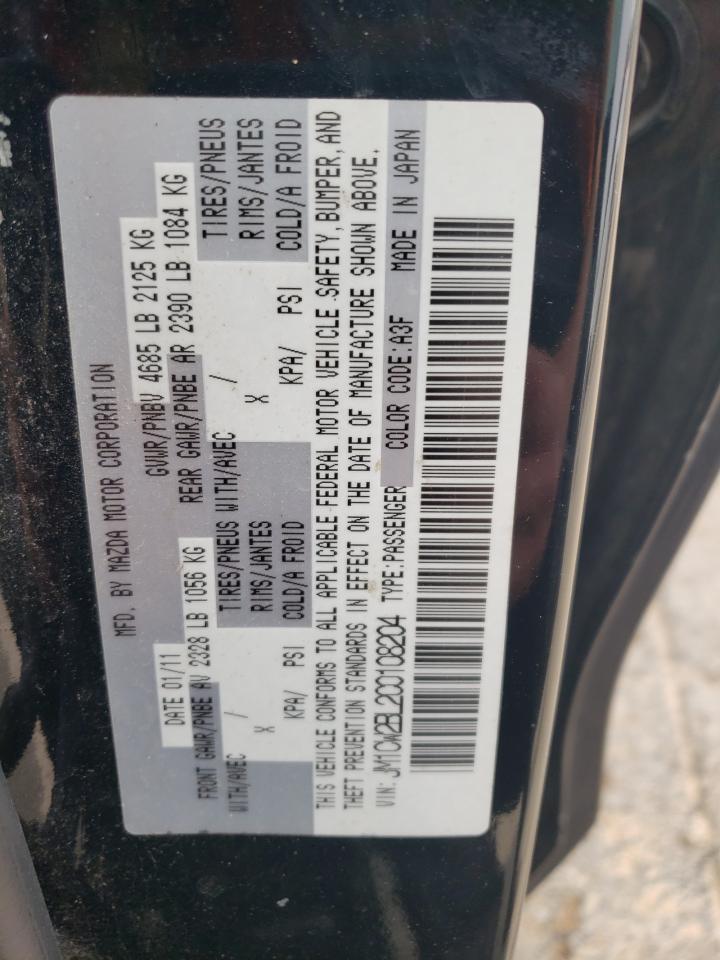 MFD. BY MAZDA MOTOR CORPORATION
DATE 01/11 GVWR/PNBV 4685 LB 2125 KG
FRONT GAWR/PNBE AV 2328 LB 1056 KG REAR GAWR/PNBE AR 2390 LB 1084 KG
WITH/AVEC / TIRES/PNEUS WITH/AVEC / TIRES/PNEUS
X RIMS/JANTES X RIMS/JANTES
KPA/ PSI COLD/A FROID KPA/ PSI COLD/A FROID
THIS VEHICLE CONFORMS TO ALL APPLICABLE FEDERAL MOTOR VEHICLE SAFETY, BUMPER, AND
THEFT PREVENTION STANDARDS IN EFFECT ON THE DATE OF MANUFACTURE SHOWN ABOVE.
VIN: JM1CW2BL2C0108204 TYPE:PASSENGER COLOR CODE:A3F MADE IN JAPAN